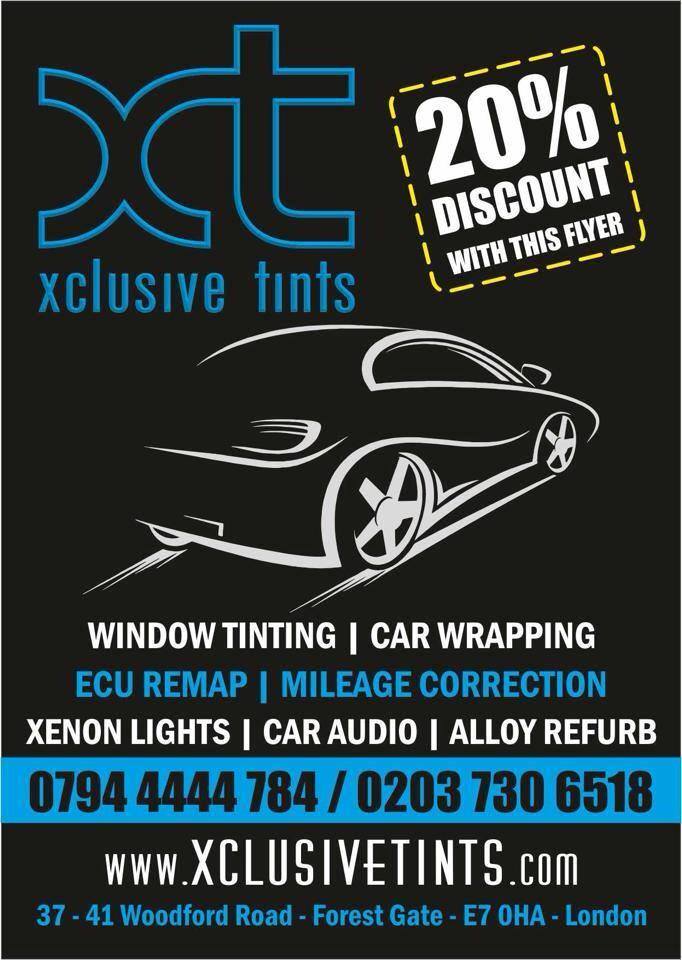 xt
xclusive tints
20%
DISCOUNT
WITH THIS FLYER
WINDOW TINTING | CAR WRAPPING
ECU REMAP | MILEAGE CORRECTION
XENON LIGHTS | CAR AUDIO | ALLOY REFURB
0794 4444 784 / 0203 730 6518
www.XCLUSIVETINTS.com
37 - 41 Woodford Road - Forest Gate - E7 0HA - London